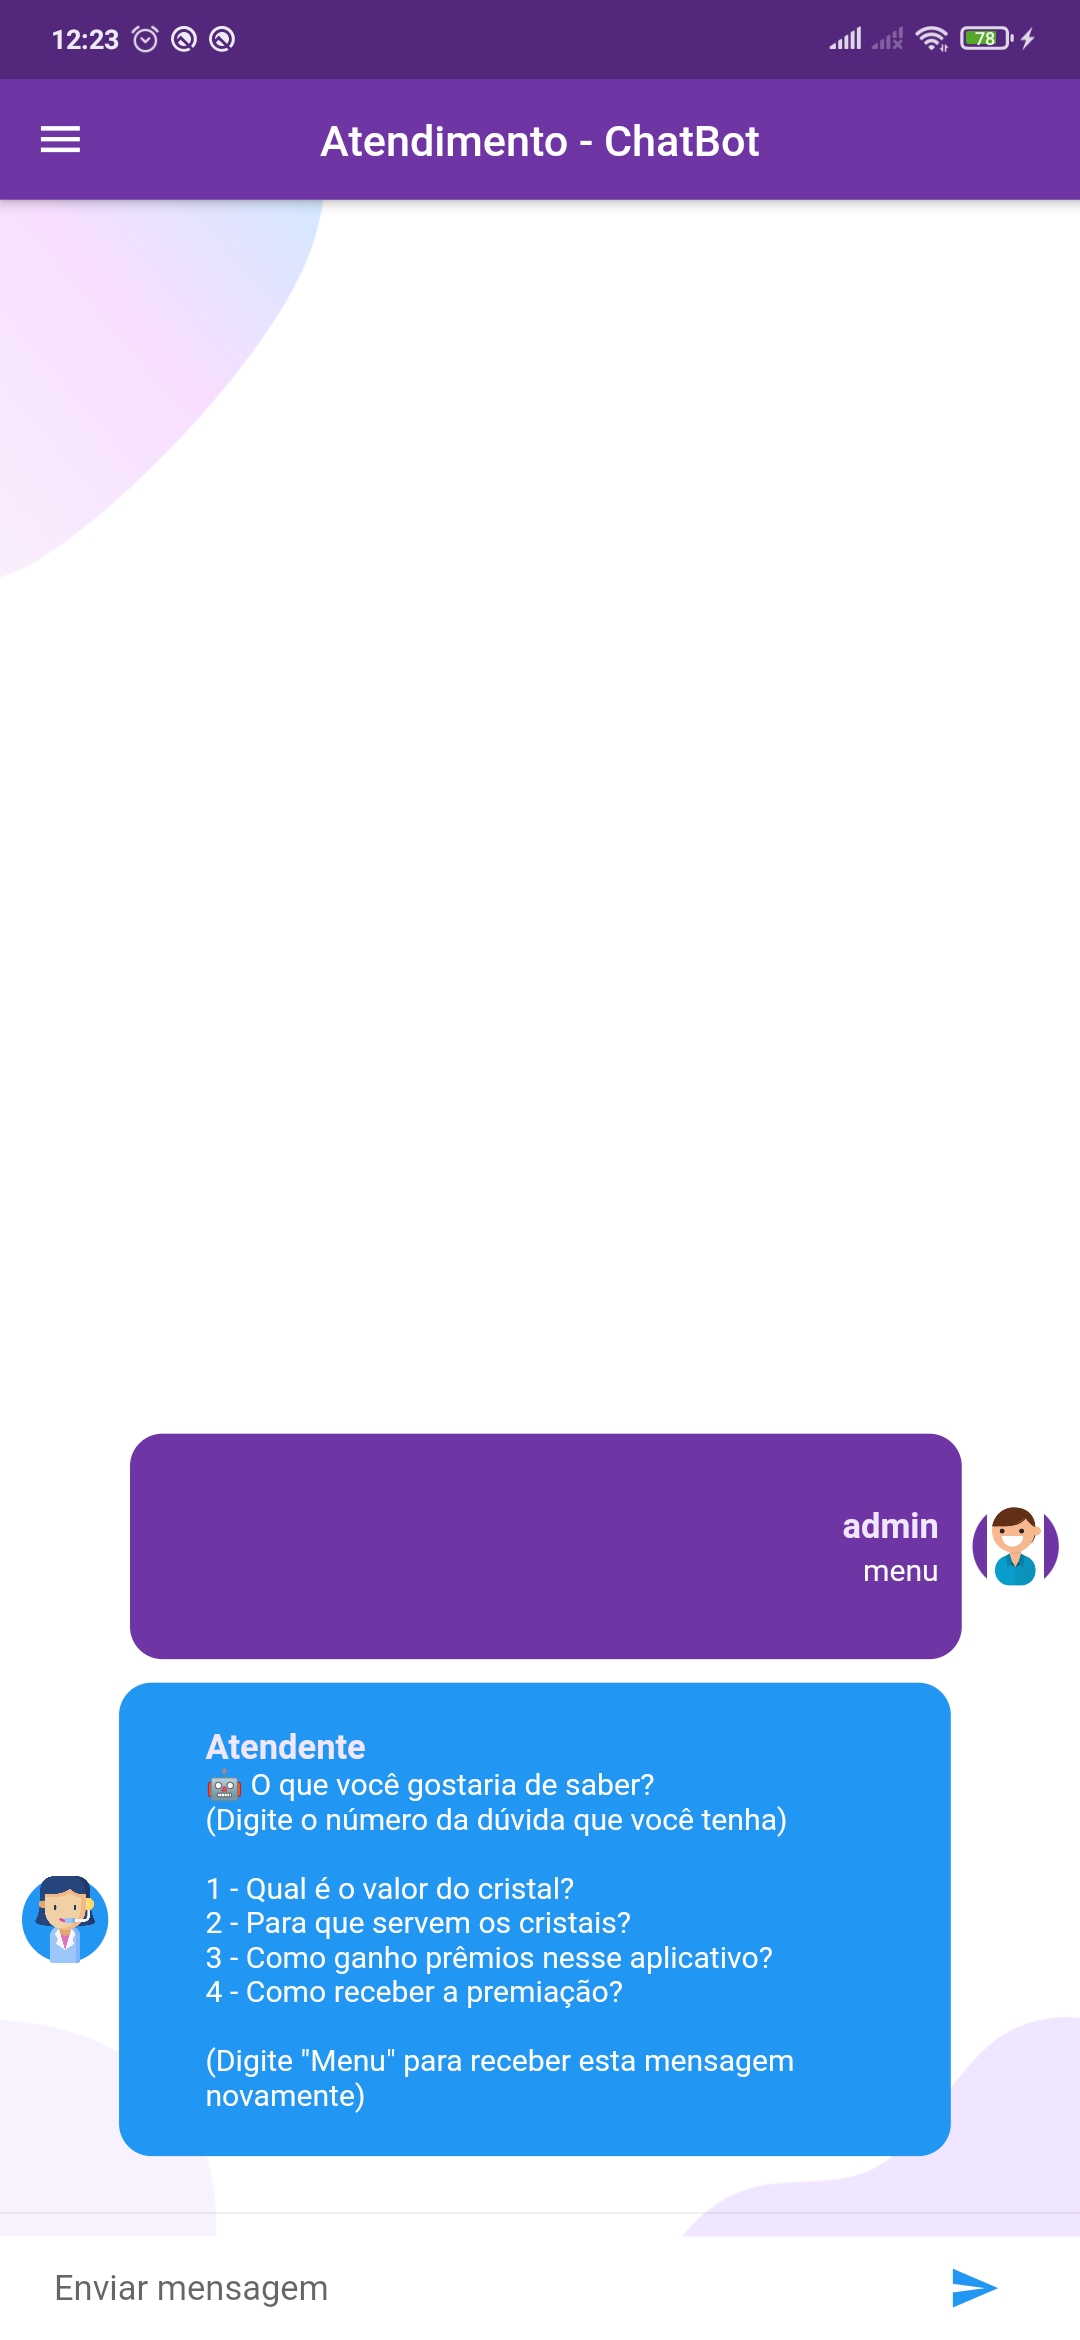 12:23
78
Atendimento - ChatBot
admin
menu
Atendente
🤖 O que você gostaria de saber?
(Digite o número da dúvida que você tenha)
1 - Qual é o valor do cristal?
2 - Para que servem os cristais?
3 - Como ganho prêmios nesse aplicativo?
4 - Como receber a premiação?
(Digite "Menu" para receber esta mensagem
novamente)
Enviar mensagem